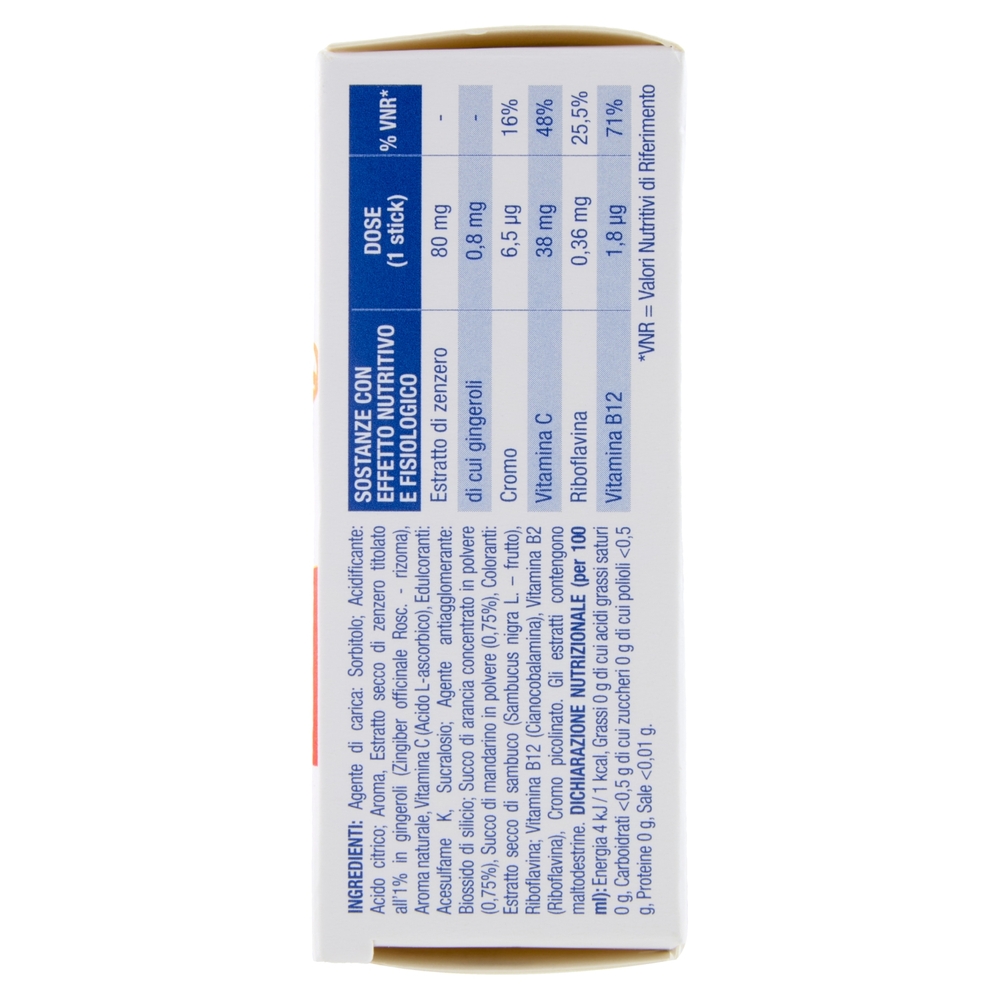 INGREDIENTI: Agente di carica: Sorbitolo; Acidificante:
Acido citrico; Aroma, Estratto secco di zenzero titolato
all'1% in gingeroli (Zingiber officinale Rosc. - rizoma),
Aroma naturale, Vitamina C (Acido L-ascorbico), Edulcoranti:
Acesulfame K, Sucralosio; Agente antiagglomerante:
Biossido di silicio; Succo di arancia concentrato in polvere
(0,75%), Succo di mandarino in polvere (0,75%), Coloranti:
Estratto secco di sambuco (Sambucus nigra L. – frutto),
Riboflavina; Vitamina B12 (Cianocobalamina), Vitamina B2
(Riboflavina), Cromo picolinato. Gli estratti contengono
maltodestrine. DICHIARAZIONE NUTRIZIONALE (per 100
ml): Energia 4 kJ / 1 kcal, Grassi 0 g di cui acidi grassi saturi
0 g, Carboidrati <0,5 g di cui zuccheri 0 g di cui polioli <0,5
g, Proteine 0 g, Sale <0,01 g.
SOSTANZE CON EFFETTO NUTRITIVO E FISIOLOGICO DOSE (1 stick) % VNR*
Estratto di zenzero 80 mg -
di cui gingeroli 0,8 mg -
Cromo 6,5 µg 16%
Vitamina C 38 mg 48%
Riboflavina 0,36 mg 25,5%
Vitamina B12 1,8 µg 71%
*VNR = Valori Nutritivi di Riferimento